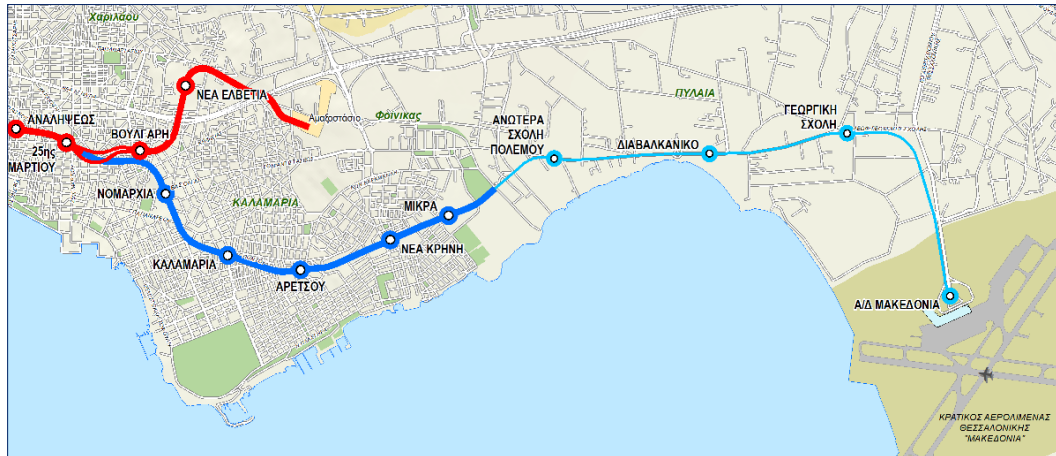 Χαριλάου
ΝΕΑ ΕΛΒΕΤΙΑ
ΑΝΑΛΗΨΕΩΣ
ΒΟΥΛΓΑΡΗ
25ης
ΜΑΡΤΙΟΥ
Αμαξοστάσιο
Φοίνικας
ΠΥΛΑΙΑ
ΑΝΩΤΕΡΑ
ΣΧΟΛΗ
ΠΟΛΕΜΟΥ
ΔΙΑΒΑΛΚΑΝΙΚΟ
ΓΕΩΡΓΙΚΗ
ΣΧΟΛΗ
ΝΟΜΑΡΧΙΑ
ΚΑΛΑΜΑΡΙΑ
ΜΙΚΡΑ
ΝΕΑ ΚΡΗΝΗ
ΚΑΛΑΜΑΡΙΑ
ΑΡΕΤΣΟΥ
Α/Δ ΜΑΚΕΔΟΝΙΑ
ΚΡΑΤΙΚΟΣ ΑΕΡΟΛΙΜΕΝΑΣ
ΘΕΣΣΑΛΟΝΙΚΗΣ
"ΜΑΚΕΔΟΝΙΑ"